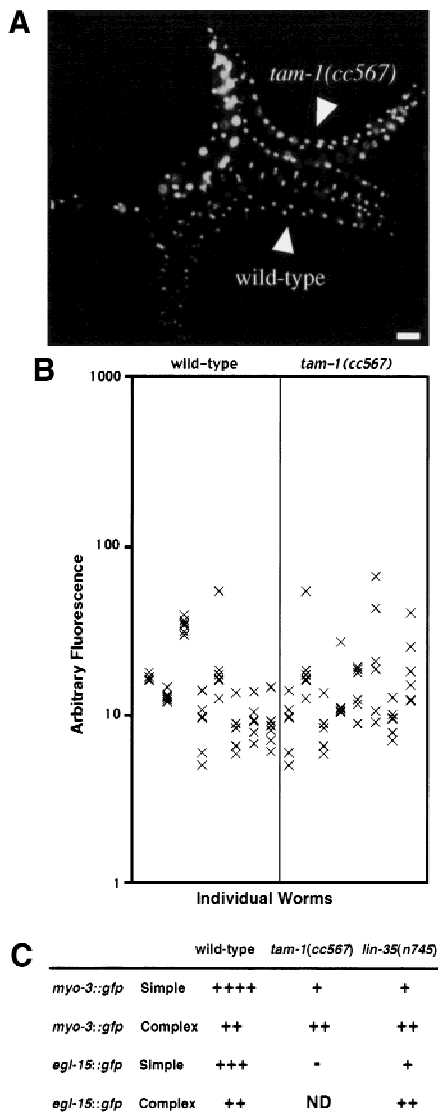 A
tam-1(cc567)
wild-type
B
wild-type tam-1(cc567)
1000
100
10
1
Arbitrary Fluorescence
Individual Worms
C
wild-type tam-1(cc567) lin-35(n745)
myo-3::gfp Simple ++++ + +
myo-3::gfp Complex ++ ++ ++
egl-15::gfp Simple +++ - +
egl-15::gfp Complex ++ ND ++